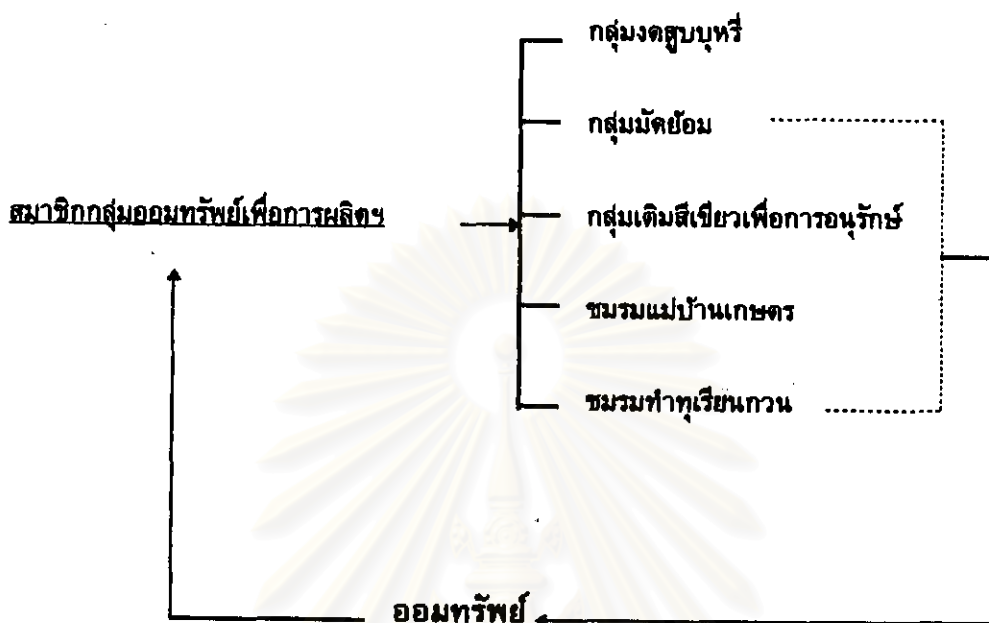 กลุ่มงดสูบบุหรี่
กลุ่มมัดย้อม
สมาชิกกลุ่มออมทรัพย์เพื่อการผลิตฯ
กลุ่มเติมสีเขียวเพื่อการอนุรักษ์
ชมรมแม่บ้านเกษตร
ชมรมทำทุเรียนกวน
ออมทรัพย์